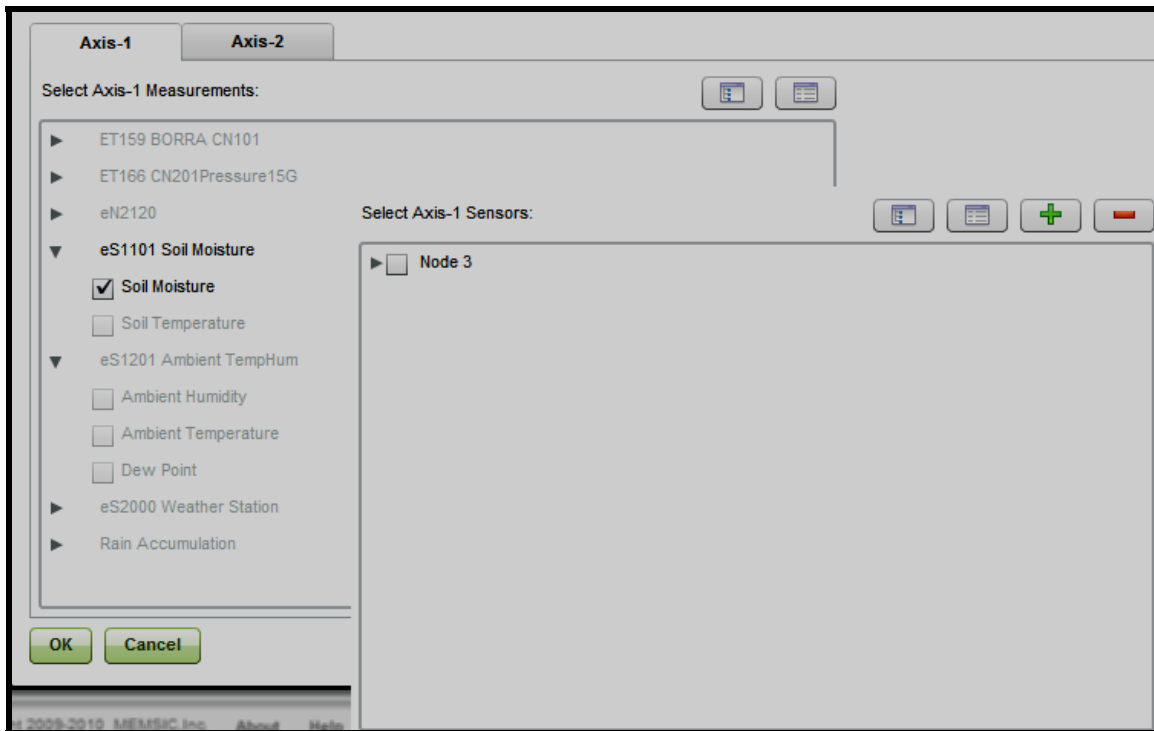 Axis-1
Axis-2
Select Axis-1 Measurements:
ET159 BORRA CN101
ET166 CN201Pressure15G
eN2120
eS1101 Soil Moisture
Soil Moisture
Soil Temperature
eS1201 Ambient TempHum
Ambient Humidity
Ambient Temperature
Dew Point
eS2000 Weather Station
Rain Accumulation
Select Axis-1 Sensors:
Node 3
OK
Cancel
2009-2010 MEMSIC.Inc. About Help